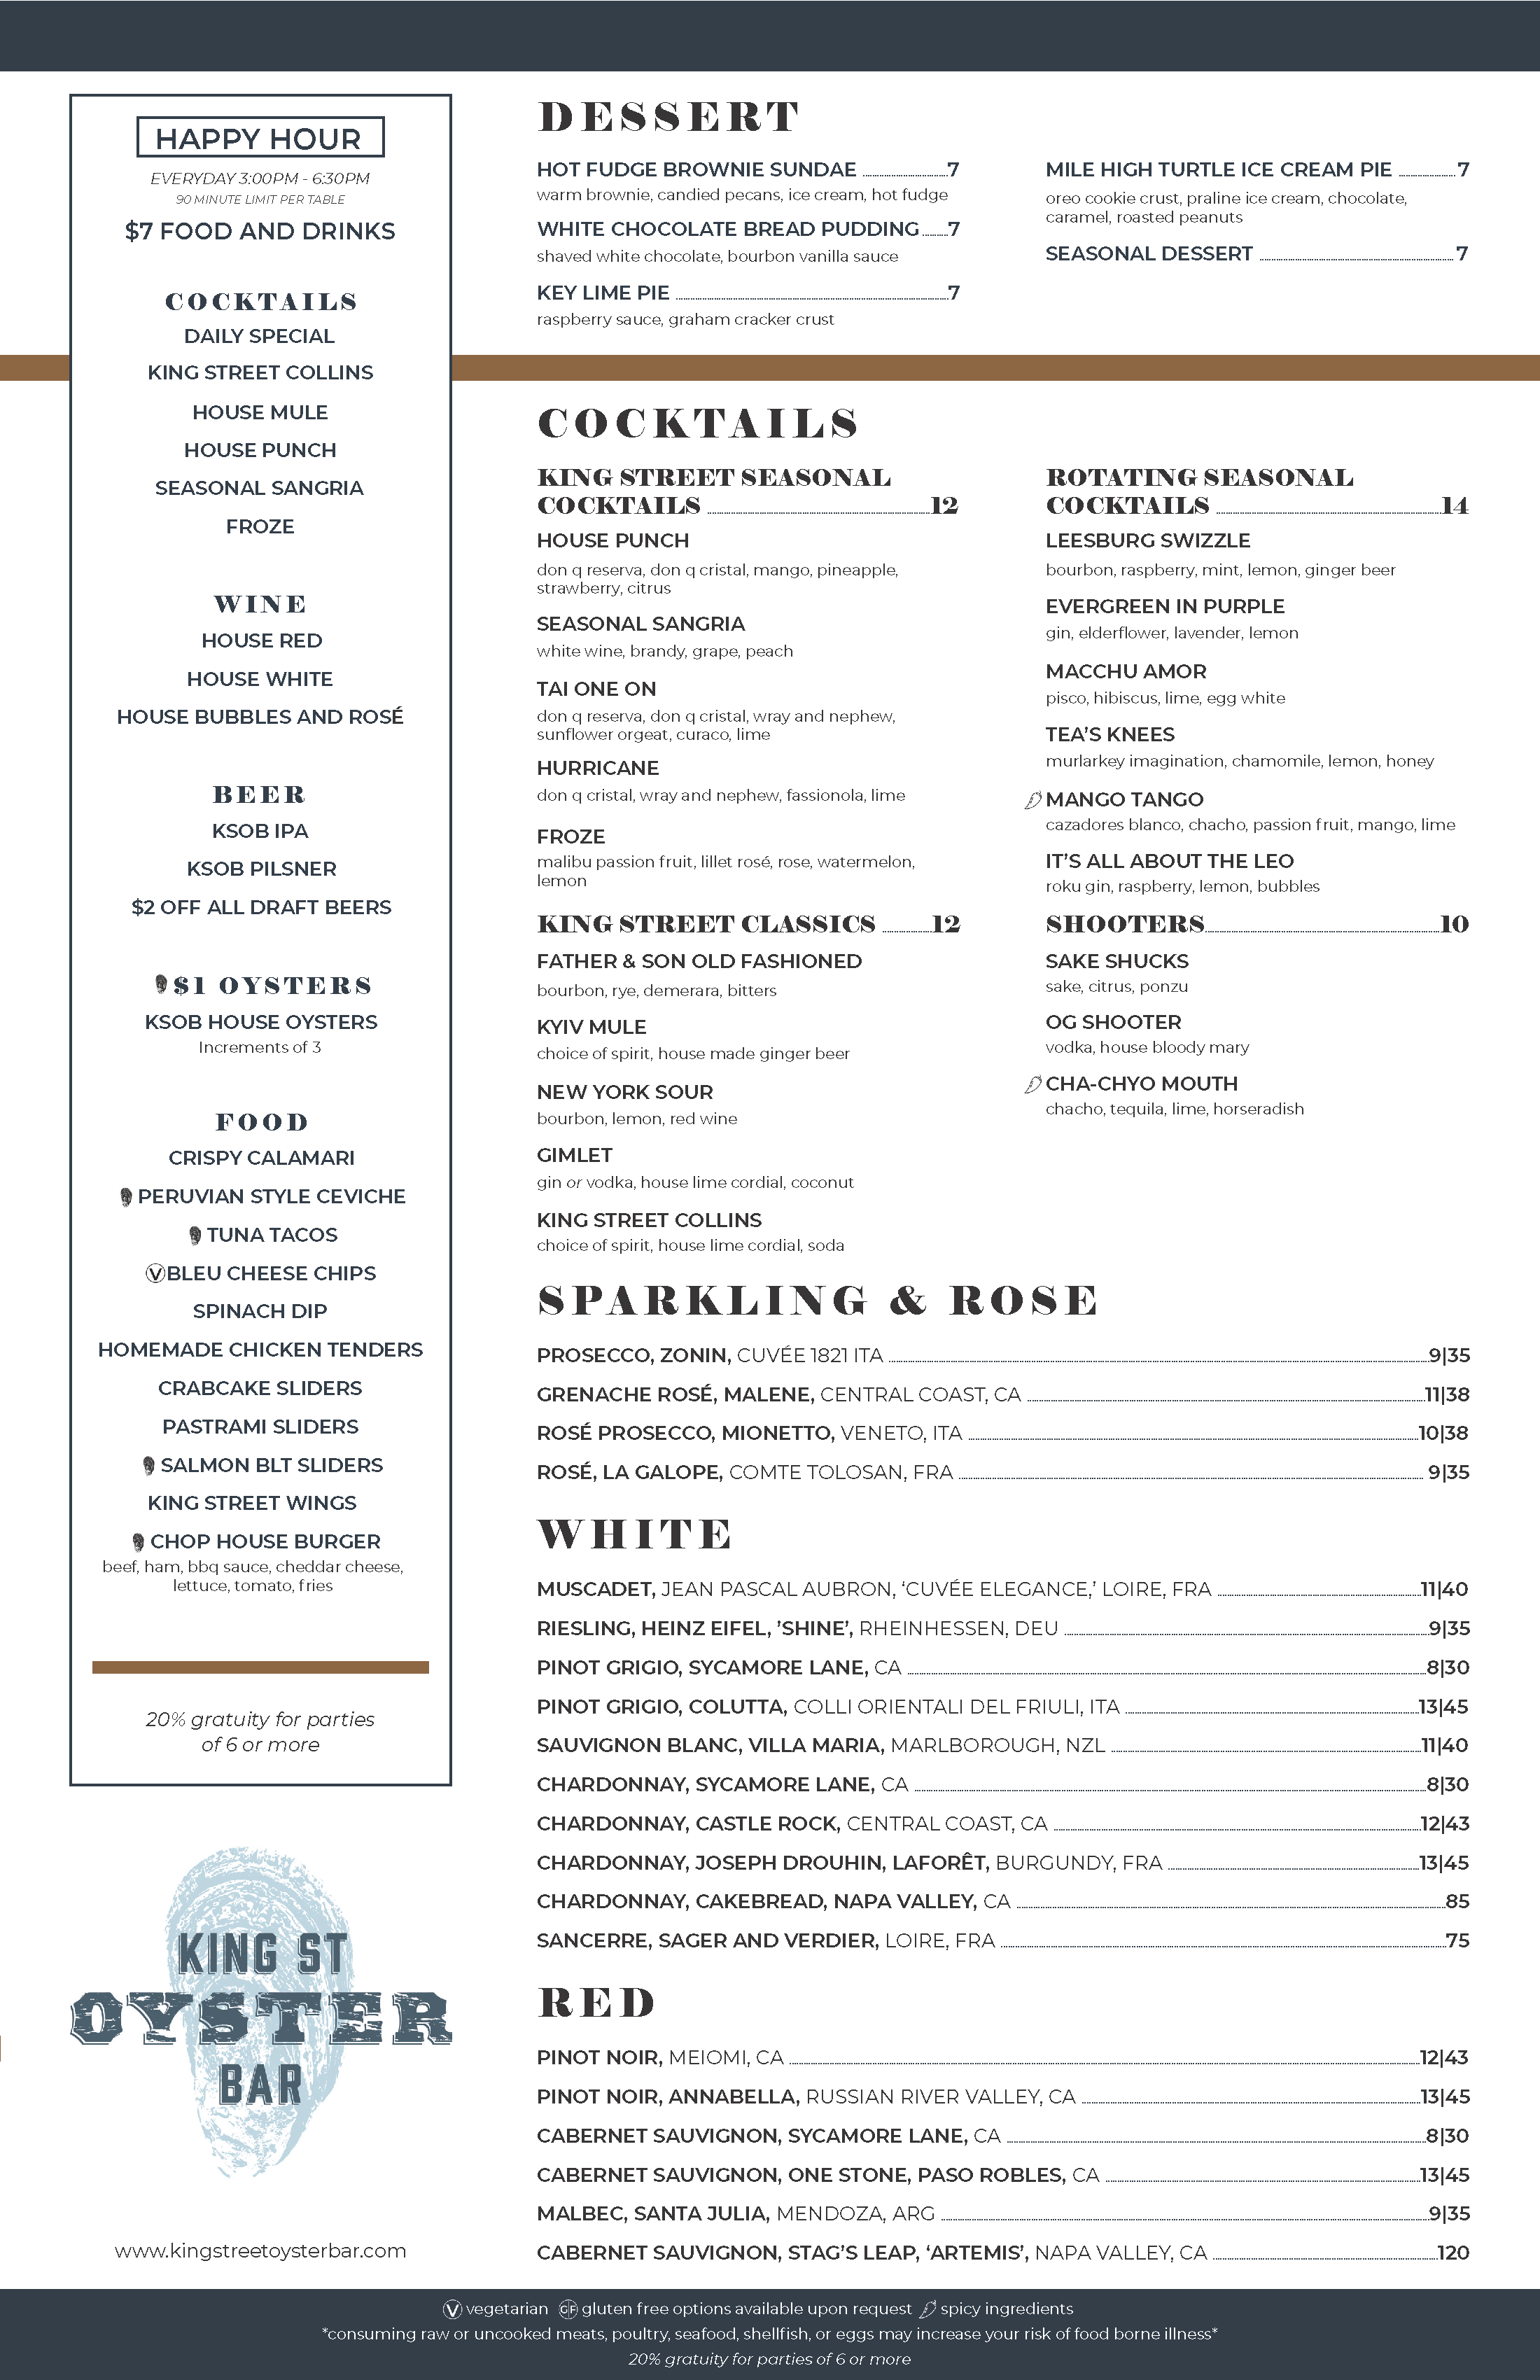 HAPPY HOUR
EVERYDAY 3:00PM - 6:30PM
90 MINUTE LIMIT PER TABLE
$7 FOOD AND DRINKS
COCKTAILS
DAILY SPECIAL
KING STREET COLLINS
HOUSE MULE
HOUSE PUNCH
SEASONAL SANGRIA
FROZE
WINE
HOUSE RED
HOUSE WHITE
HOUSE BUBBLES AND ROSÉ
BEER
KSOB IPA
KSOB PILSNER
$2 OFF ALL DRAFT BEERS
$1 OYSTERS
KSOB HOUSE OYSTERS
Increments of 3
FOOD
CRISPY CALAMARI
PERUVIAN STYLE CEVICHE
TUNA TACOS
V BLEU CHEESE CHIPS
SPINACH DIP
HOMEMADE CHICKEN TENDERS
CRABCAKE SLIDERS
PASTRAMI SLIDERS
SALMON BLT SLIDERS
KING STREET WINGS
CHOP HOUSE BURGER
beef, ham, bbq sauce, cheddar cheese,
lettuce, tomato, fries
20% gratuity for parties
of 6 or more
KING ST
OYSTER
BAR
www.kingstreetoysterbar.com
DESSERT
HOT FUDGE BROWNIE SUNDAE 7
warm brownie, candied pecans, ice cream, hot fudge
WHITE CHOCOLATE BREAD PUDDING 7
shaved white chocolate, bourbon vanilla sauce
KEY LIME PIE 7
raspberry sauce, graham cracker crust
MILE HIGH TURTLE ICE CREAM PIE 7
oreo cookie crust, praline ice cream, chocolate,
caramel, roasted peanuts
SEASONAL DESSERT 7
COCKTAILS
KING STREET SEASONAL
COCKTAILS 12
HOUSE PUNCH
don q reserva, don q cristal, mango, pineapple,
strawberry, citrus
SEASONAL SANGRIA
white wine, brandy, grape, peach
TAI ONE ON
don q reserva, don q cristal, wray and nephew,
sunflower orgeat, curaco, lime
HURRICANE
don q cristal, wray and nephew, fassionola, lime
FROZE
malibu passion fruit, lillet rosé, rose, watermelon,
lemon
KING STREET CLASSICS 12
FATHER & SON OLD FASHIONED
bourbon, rye, demerara, bitters
KYIV MULE
choice of spirit, house made ginger beer
NEW YORK SOUR
bourbon, lemon, red wine
GIMLET
gin or vodka, house lime cordial, coconut
KING STREET COLLINS
choice of spirit, house lime cordial, soda
ROTATING SEASONAL
COCKTAILS 14
LEESBURG SWIZZLE
bourbon, raspberry, mint, lemon, ginger beer
EVERGREEN IN PURPLE
gin, elderflower, lavender, lemon
MACCHU AMOR
pisco, hibiscus, lime, egg white
TEA'S KNEES
murlarkey imagination, chamomile, lemon, honey
MANGO TANGO
cazadores blanco, chacho, passion fruit, mango, lime
IT'S ALL ABOUT THE LEO
roku gin, raspberry, lemon, bubbles
SHOOTERS 10
SAKE SHUCKS
sake, citrus, ponzu
OG SHOOTER
vodka, house bloody mary
CHA-CHYO MOUTH
chacho, tequila, lime, horseradish
SPARKLING & ROSE
PROSECCO, ZONIN, CUVÉE 1821 ITA 9|35
GRENACHE ROSÉ, MALENE, CENTRAL COAST, CA 11|38
ROSÉ PROSECCO, MIONETTO, VENETO, ITA 10|38
ROSÉ, LA GALOPE, COMTE TOLOSAN, FRA 9|35
WHITE
MUSCADET, JEAN PASCAL AUBRON, 'CUVÉE ELEGANCE,' LOIRE, FRA 11|40
RIESLING, HEINZ EIFEL, 'SHINE', RHEINHESSEN, DEU 9|35
PINOT GRIGIO, SYCAMORE LANE, CA 8|30
PINOT GRIGIO, COLUTTA, COLLI ORIENTALI DEL FRIULI, ITA 13|45
SAUVIGNON BLANC, VILLA MARIA, MARLBOROUGH, NZL 11|40
CHARDONNAY, SYCAMORE LANE, CA 8|30
CHARDONNAY, CASTLE ROCK, CENTRAL COAST, CA 12|43
CHARDONNAY, JOSEPH DROUHIN, LAFORÊT, BURGUNDY, FRA 13|45
CHARDONNAY, CAKEBREAD, NAPA VALLEY, CA 85
SANCERRE, SAGER AND VERDIER, LOIRE, FRA 75
RED
PINOT NOIR, MEIOMI, CA 12|43
PINOT NOIR, ANNABELLA, RUSSIAN RIVER VALLEY, CA 13|45
CABERNET SAUVIGNON, SYCAMORE LANE, CA 8|30
CABERNET SAUVIGNON, ONE STONE, PASO ROBLES, CA 13|45
MALBEC, SANTA JULIA, MENDOZA, ARG 9|35
CABERNET SAUVIGNON, STAG'S LEAP, 'ARTEMIS', NAPA VALLEY, CA 120
V vegetarian GF gluten free options available upon request spicy ingredients
*consuming raw or uncooked meats, poultry, seafood, shellfish, or eggs may increase your risk of food borne illness*
20% gratuity for parties of 6 or more